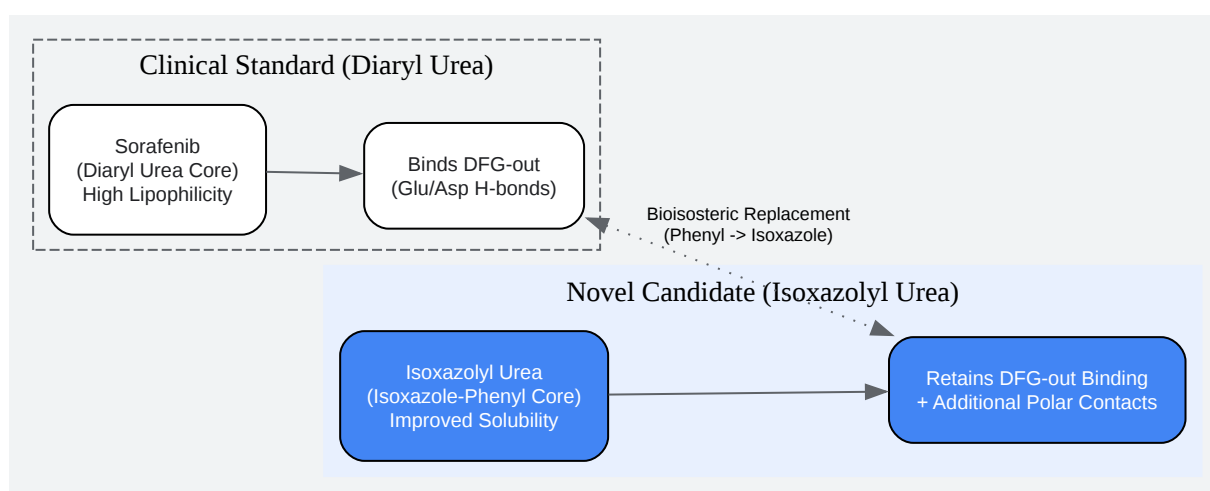 Clinical Standard (Diaryl Urea)
Sorafenib
(Diaryl Urea Core)
High Lipophilicity
Binds DFG-out
(Glu/Asp H-bonds)
Bioisosteric Replacement
(Phenyl -> Isoxazole)
Novel Candidate (Isoxazolyl Urea)
Isoxazolyl Urea
(Isoxazole-Phenyl Core)
Improved Solubility
Retains DFG-out Binding
+ Additional Polar Contacts